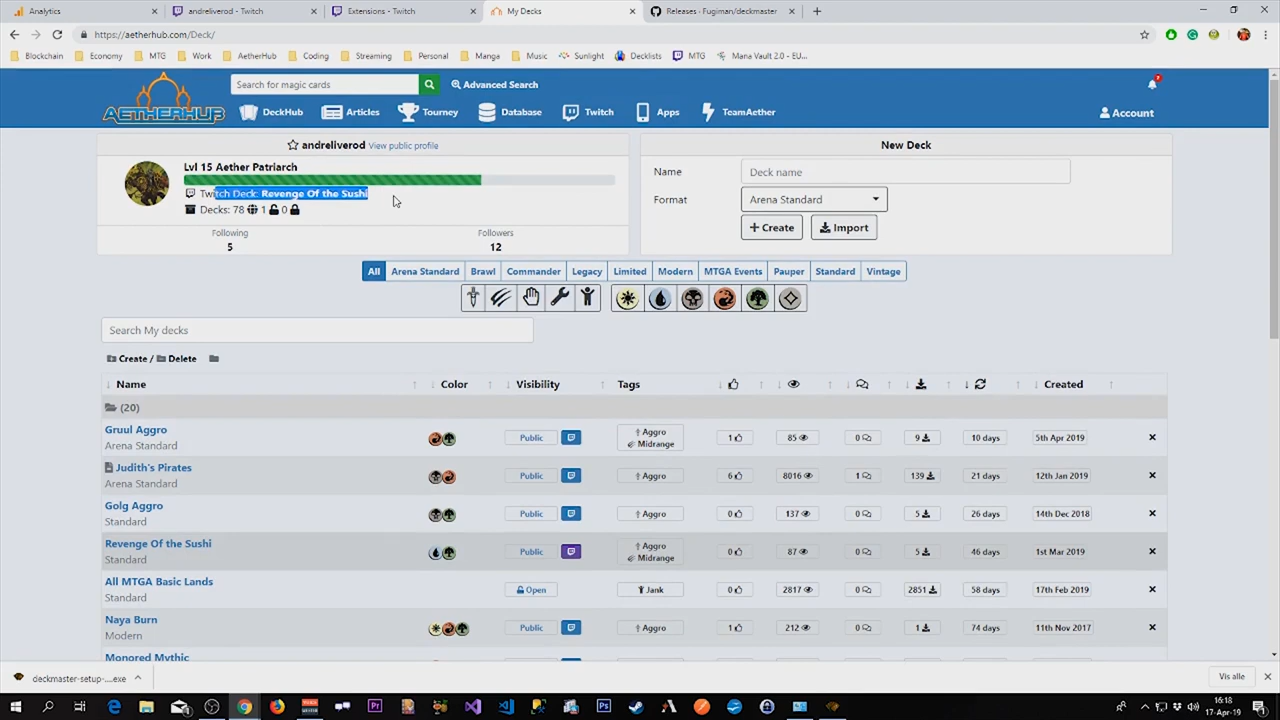 Analytics
andreliverod - Twitch
Extensions - Twitch
My Decks
Releases · Fugiman/deckmaster
https://aetherhub.com/Deck/
Blockchain
Economy
MTG
Work
AetherHub
Coding
Streaming
Personal
Manga
Music
Sunlight
Decklists
MTG
Mana Vault 2.0 - EU...
AETHERHUB
Search for magic cards
Advanced Search
7
DeckHub
Articles
Tourney
Database
Twitch
Apps
TeamAether
Account
andreliverod View public profile
Lvl 15 Aether Patriarch
Twitch Deck: Revenge Of the Sushi
Decks: 78 1 0
Following
5
Followers
12
New Deck
Name
Deck name
Format
Arena Standard
Create
Import
All
Arena Standard
Brawl
Commander
Legacy
Limited
Modern
MTGA Events
Pauper
Standard
Vintage
Search My decks
Create / Delete
Name
Color
Visibility
Tags
Created
(20)
Gruul Aggro
Arena Standard
Public
Aggro
Midrange
1
85
0
9
10 days
5th Apr 2019
Judith's Pirates
Arena Standard
Public
Aggro
6
8016
1
139
21 days
12th Jan 2019
Golg Aggro
Standard
Public
Aggro
0
137
0
5
26 days
14th Dec 2018
Revenge Of the Sushi
Standard
Public
Aggro
Midrange
0
87
0
5
46 days
1st Mar 2019
All MTGA Basic Lands
Standard
Open
Jank
0
2817
0
2851
58 days
17th Feb 2019
Naya Burn
Modern
Public
Aggro
1
212
0
1
74 days
11th Nov 2017
Monored Mythic
deckmaster-setup-....exe
Vis alle
16:18
17-Apr-19